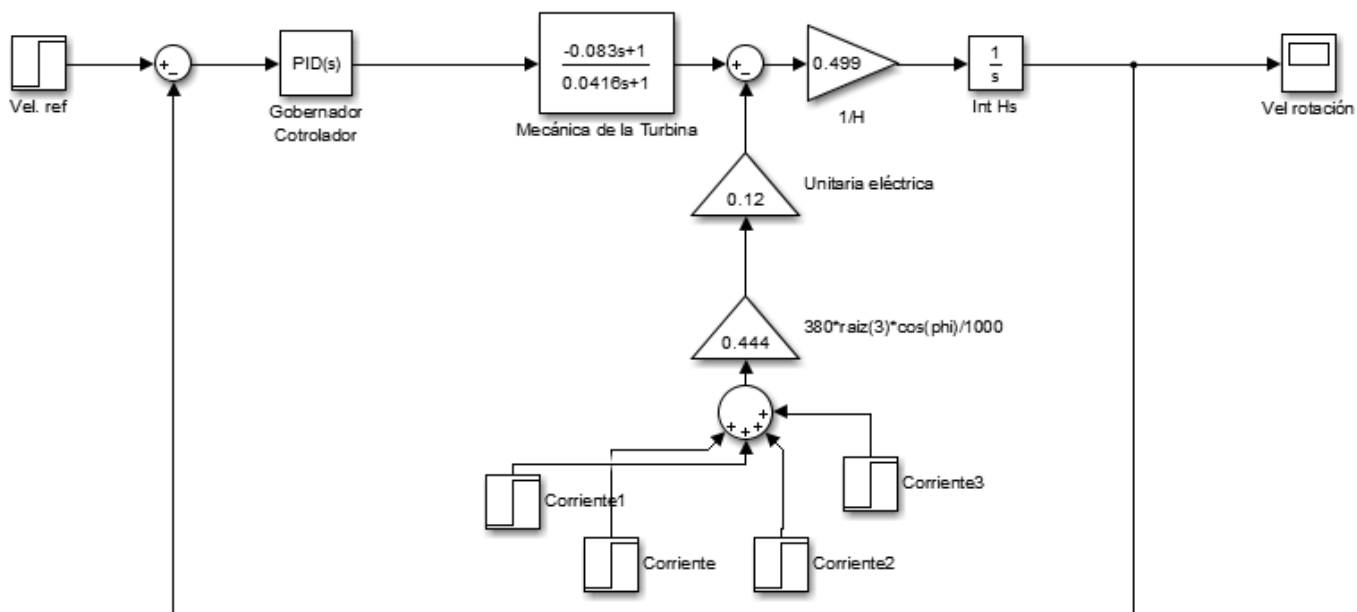 +
−
PID(s)
-0.083s+1
0.0416s+1
+
−
0.499
1
s
Vel. ref
Gobernador
Cotrolador
Mecánica de la Turbina
1/H
Int Hs
Vel rotación
Unitaria eléctrica
0.12
380*raiz(3)*cos(phi)/1000
0.444
+
+
+
+
Corriente1
Corriente3
Corriente
Corriente2